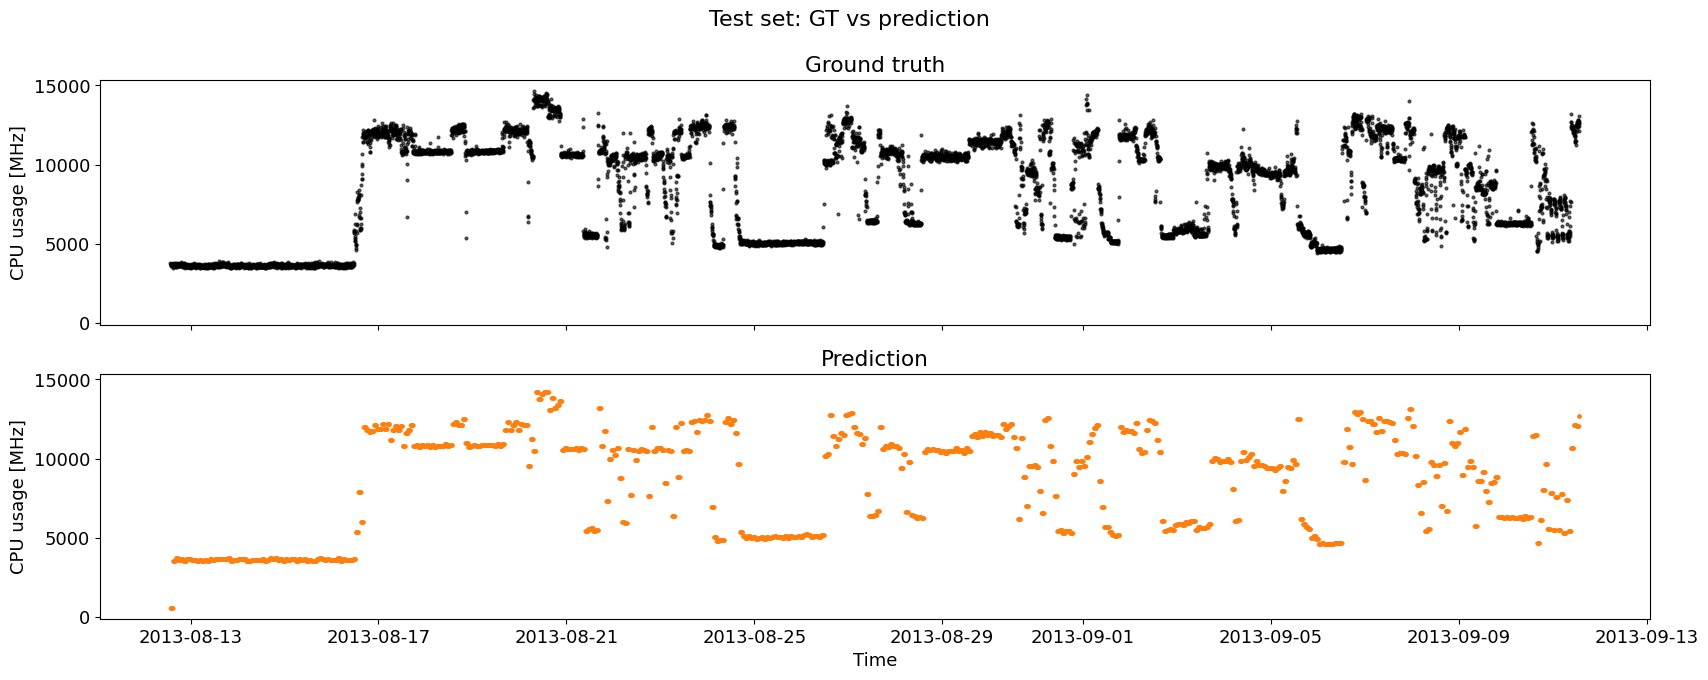 Test set: GT vs prediction
Ground truth
15000
10000
5000
0
CPU usage [MHz]
Prediction
15000
10000
5000
0
CPU usage [MHz]
2013-08-13 2013-08-17 2013-08-21 2013-08-25 2013-08-29 2013-09-01 2013-09-05 2013-09-09 2013-09-13
Time